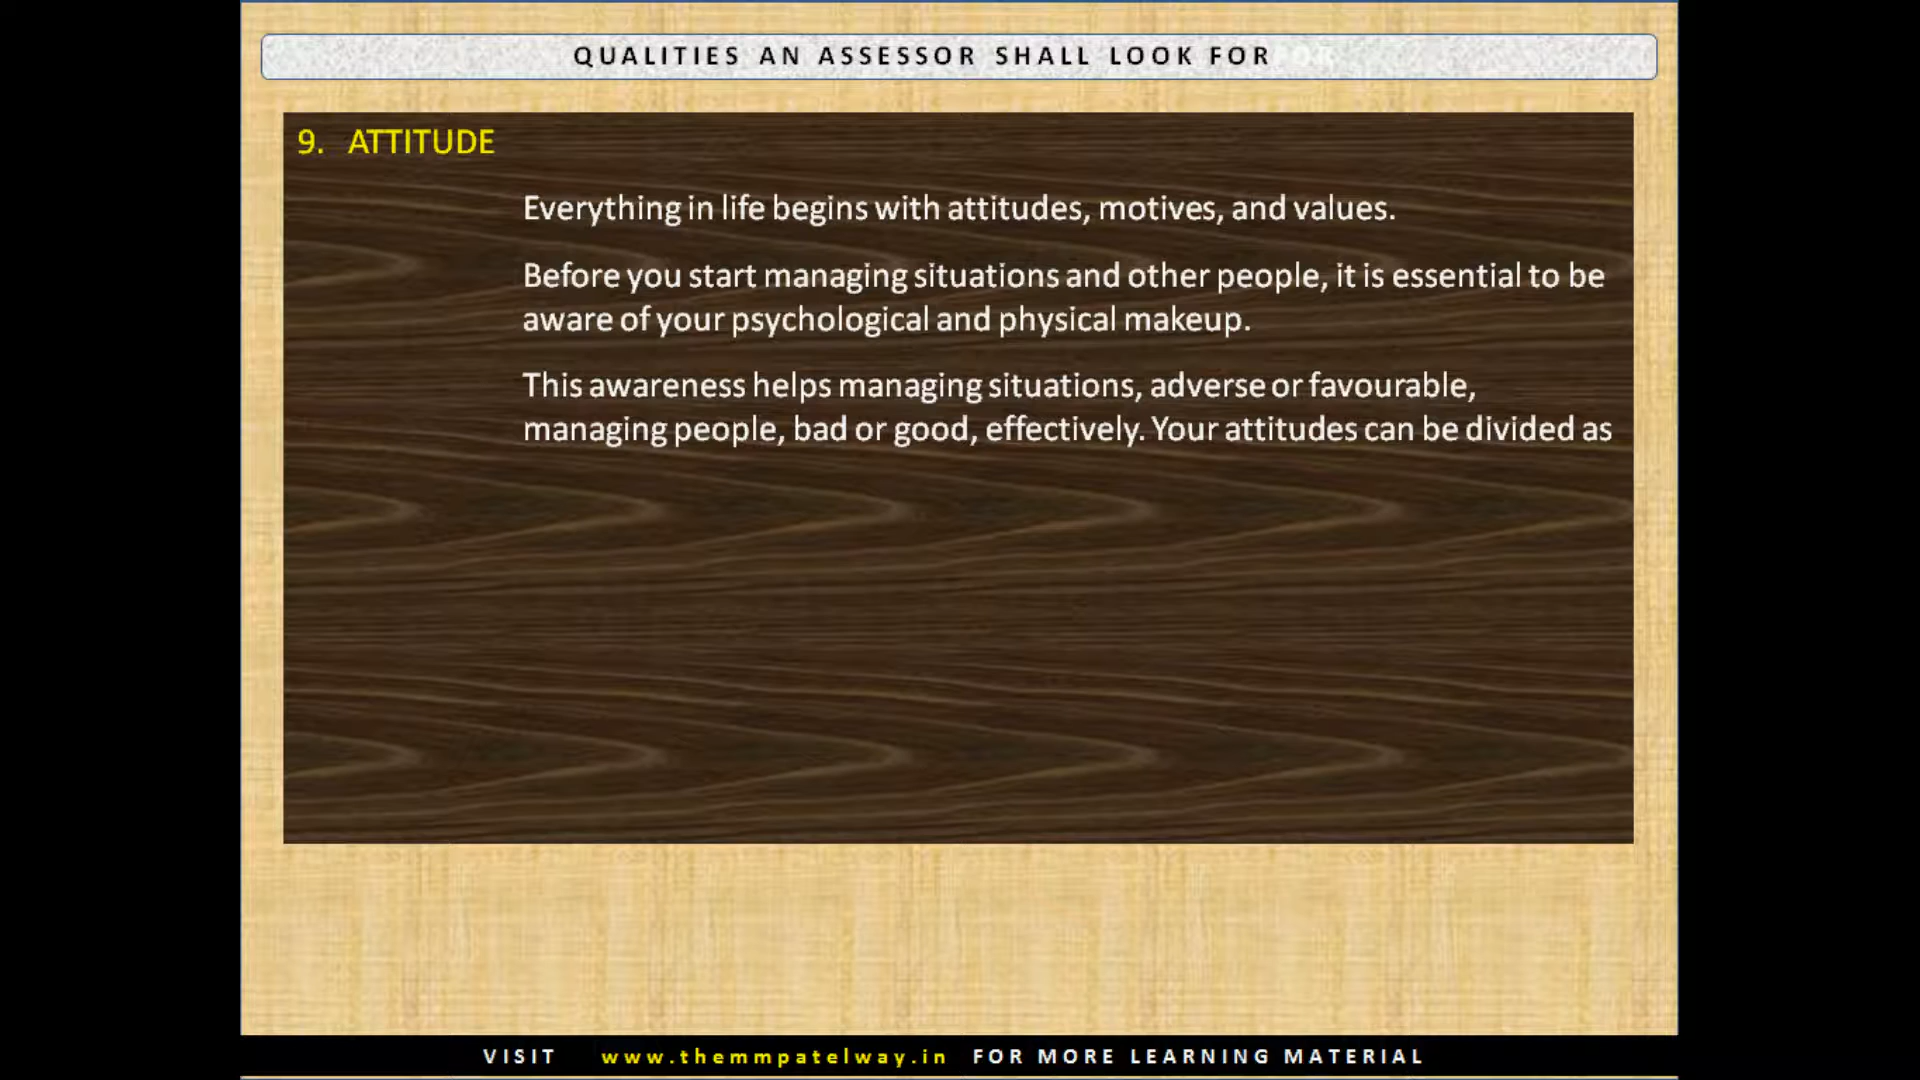 QUALITIES AN ASSESSOR SHALL LOOK FOR
9. ATTITUDE
Everything in life begins with attitudes, motives, and values.
Before you start managing situations and other people, it is essential to be
aware of your psychological and physical makeup.
This awareness helps managing situations, adverse or favourable,
managing people, bad or good, effectively. Your attitudes can be divided as
VISIT www.themmpatelway.in FOR MORE LEARNING MATERIAL